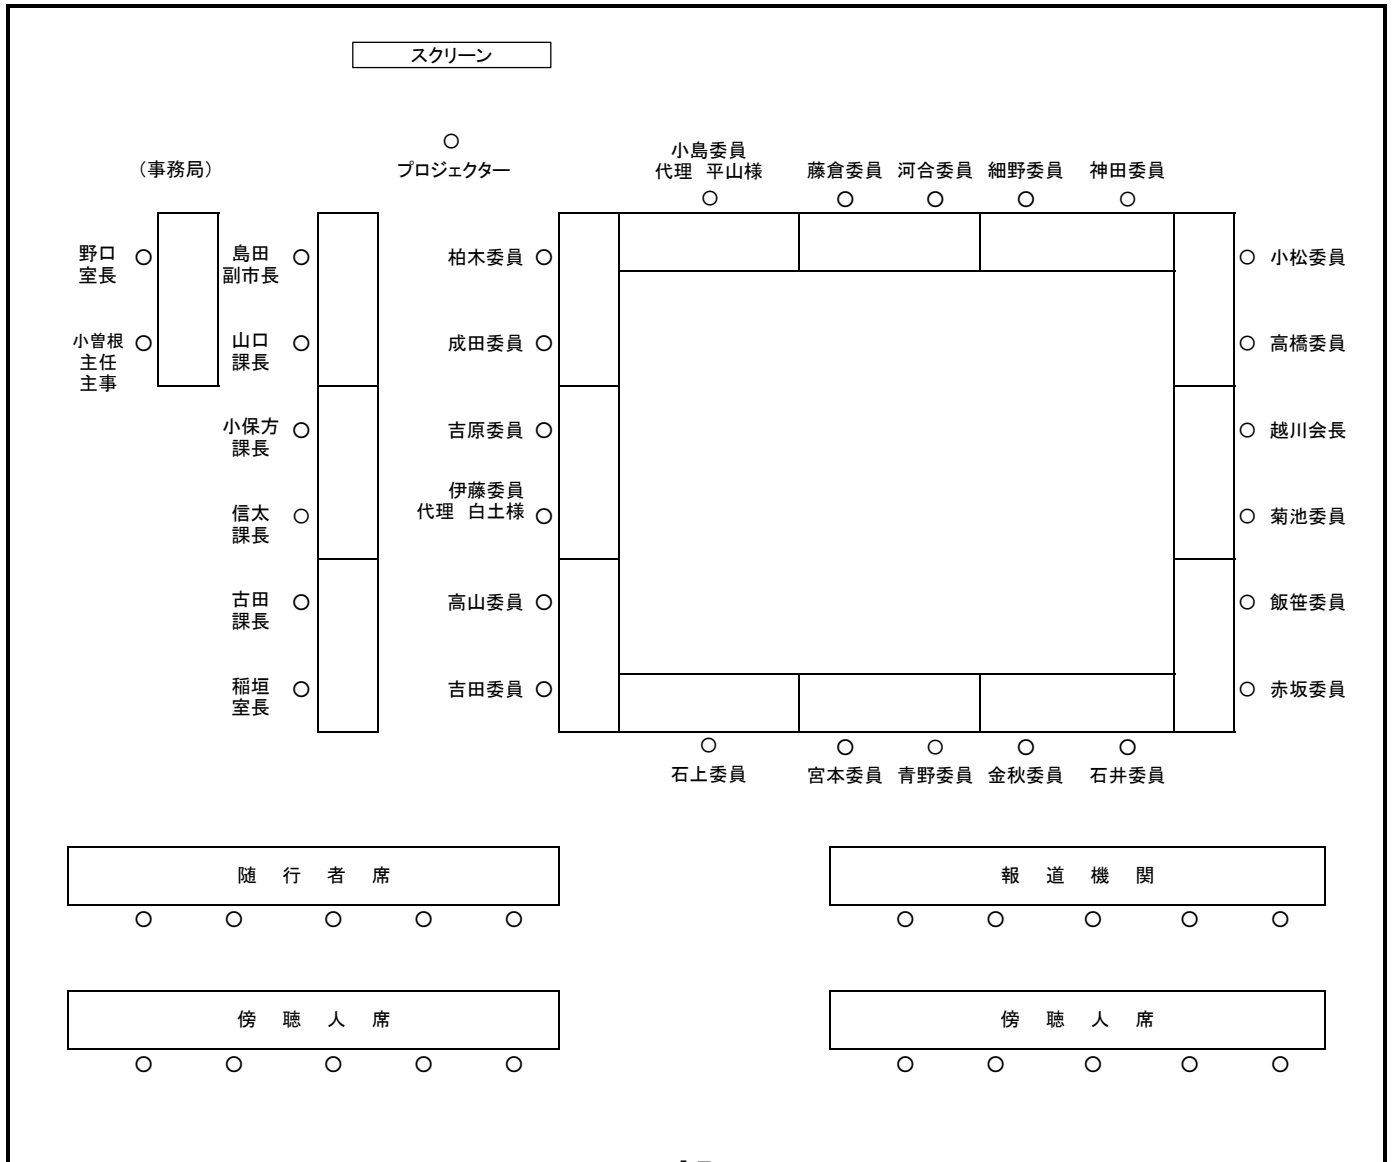 スクリーン
プロジェクター
（事務局）
小島委員
代理 平山様
藤倉委員
河合委員
細野委員
神田委員
野口
室長
小曽根
主任
主事
島田
副市長
山口
課長
小保方
課長
信太
課長
古田
課長
稲垣
室長
柏木委員
成田委員
吉原委員
伊藤委員
代理 白土様
高山委員
吉田委員
小松委員
高橋委員
越川会長
菊池委員
飯笹委員
赤坂委員
石上委員
宮本委員
青野委員
金秋委員
石井委員
随 行 者 席
報 道 機 関
傍 聴 人 席
傍 聴 人 席